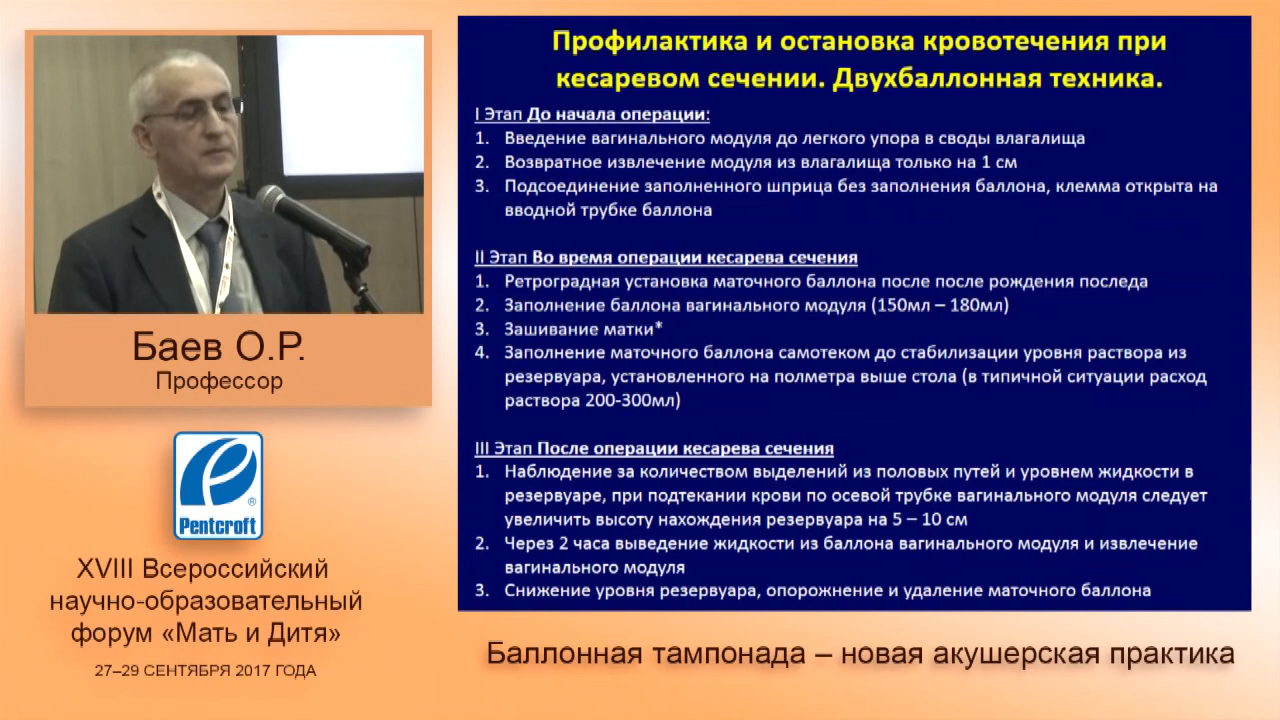 Профилактика и остановка кровотечения при
кесаревом сечении. Двухбаллонная техника.
I Этап До начала операции:
1. Введение вагинального модуля до легкого упора в своды влагалища
2. Возвратное извлечение модуля из влагалища только на 1 см
3. Подсоединение заполненного шприца без заполнения баллона, клемма открыта на
вводной трубке баллона
II Этап Во время операции кесарева сечения
1. Ретроградная установка маточного баллона после после рождения последа
2. Заполнение баллона вагинального модуля (150мл – 180мл)
3. Зашивание матки*
4. Заполнение маточного баллона самотеком до стабилизации уровня раствора из
резервуара, установленного на полметра выше стола (в типичной ситуации расход
раствора 200-300мл)
III Этап После операции кесарева сечения
1. Наблюдение за количеством выделений из половых путей и уровнем жидкости в
резервуаре, при подтекании крови по осевой трубке вагинального модуля следует
увеличить высоту нахождения резервуара на 5 – 10 см
2. Через 2 часа выведение жидкости из баллона вагинального модуля и извлечение
вагинального модуля
3. Снижение уровня резервуара, опорожнение и удаление маточного баллона
Баев О.Р.
Профессор
Pentcroft
®
XVIII Всероссийский
научно-образовательный
форум «Мать и Дитя»
27–29 СЕНТЯБРЯ 2017 ГОДА
Баллонная тампонада – новая акушерская практика